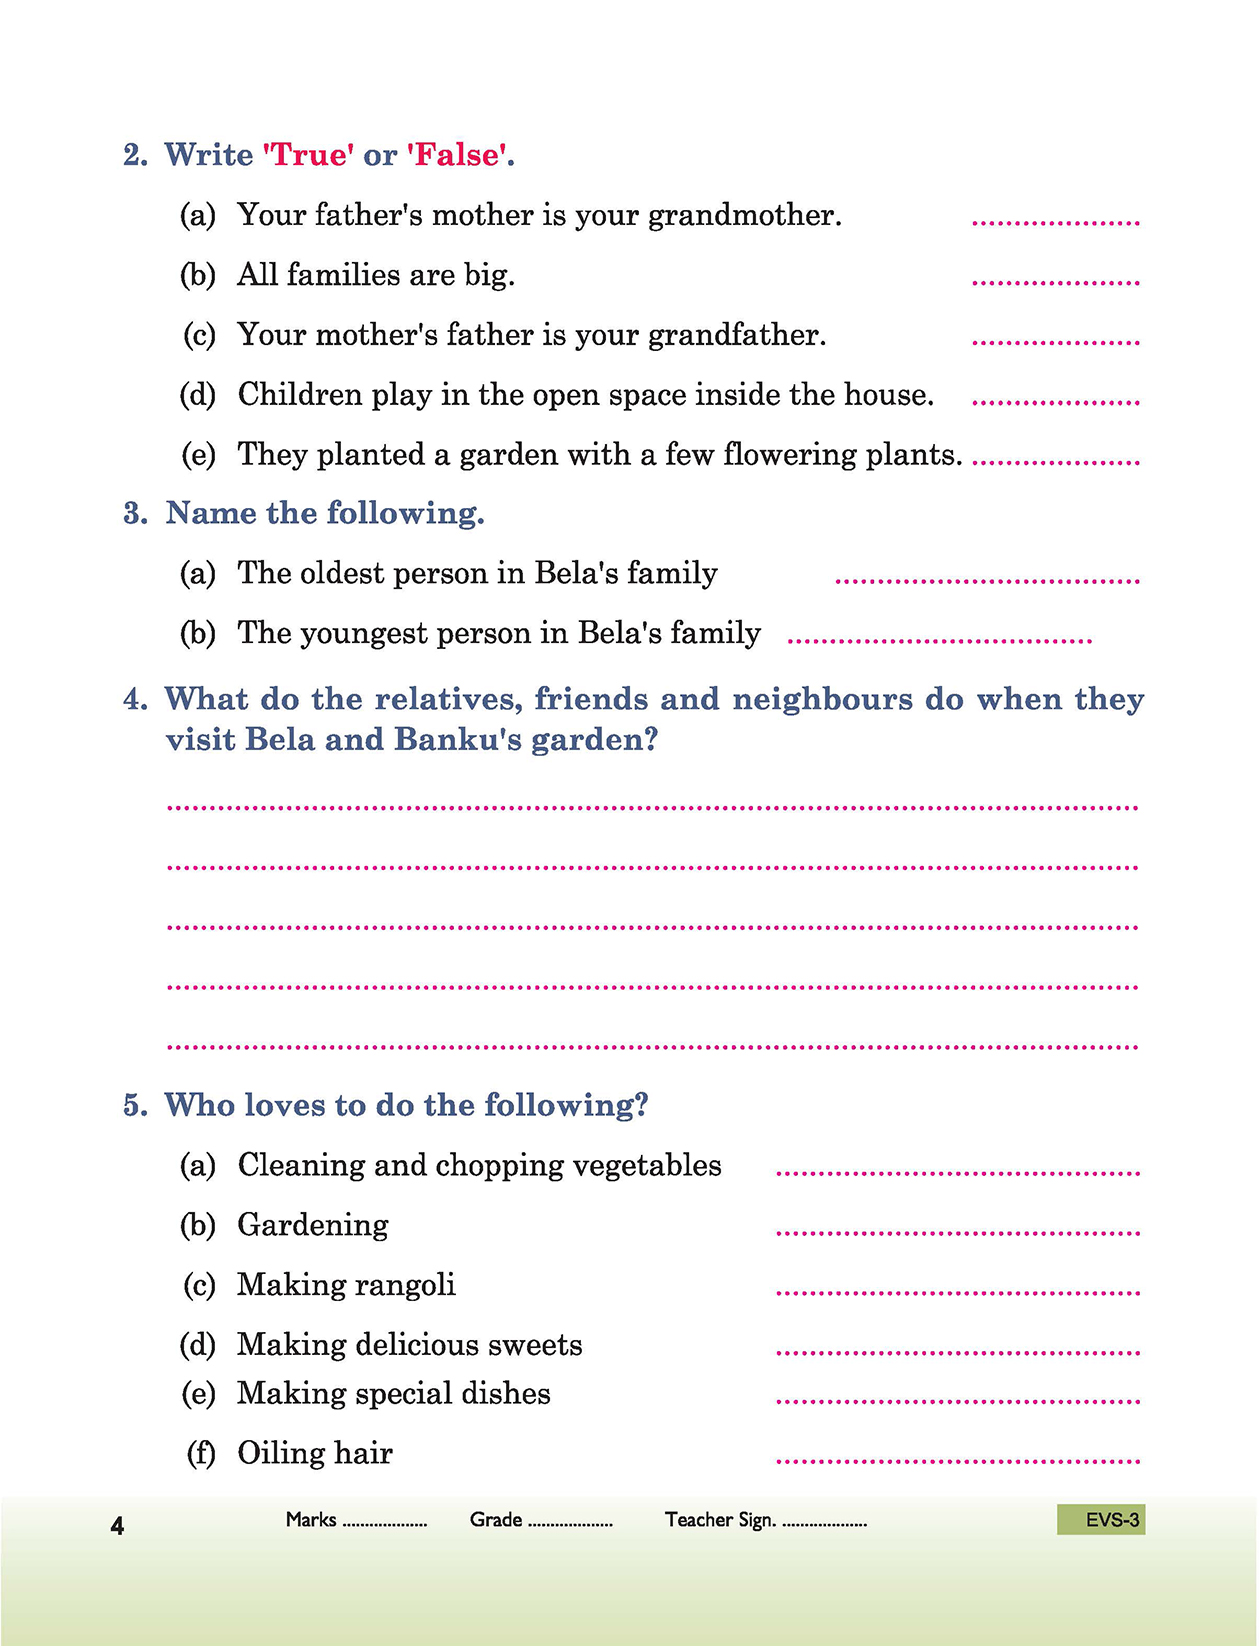 2. Write 'True' or 'False'.
(a) Your father's mother is your grandmother. ....................
(b) All families are big. ....................
(c) Your mother's father is your grandfather. ....................
(d) Children play in the open space inside the house. ....................
(e) They planted a garden with a few flowering plants. ....................
3. Name the following.
(a) The oldest person in Bela's family ....................................
(b) The youngest person in Bela's family ....................................
4. What do the relatives, friends and neighbours do when they
visit Bela and Banku's garden?
....................................................................................................................
....................................................................................................................
....................................................................................................................
....................................................................................................................
....................................................................................................................
5. Who loves to do the following?
(a) Cleaning and chopping vegetables ...........................................
(b) Gardening ...........................................
(c) Making rangoli ...........................................
(d) Making delicious sweets ...........................................
(e) Making special dishes ...........................................
(f) Oiling hair ...........................................
4 Marks ................... Grade ................... Teacher Sign. ................... EVS-3